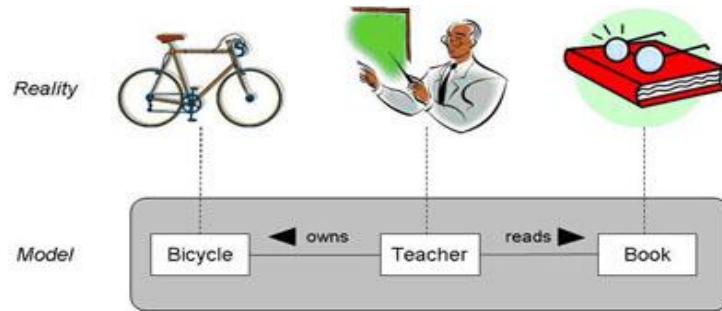 Reality
Model
Bicycle
owns
Teacher
reads
Book